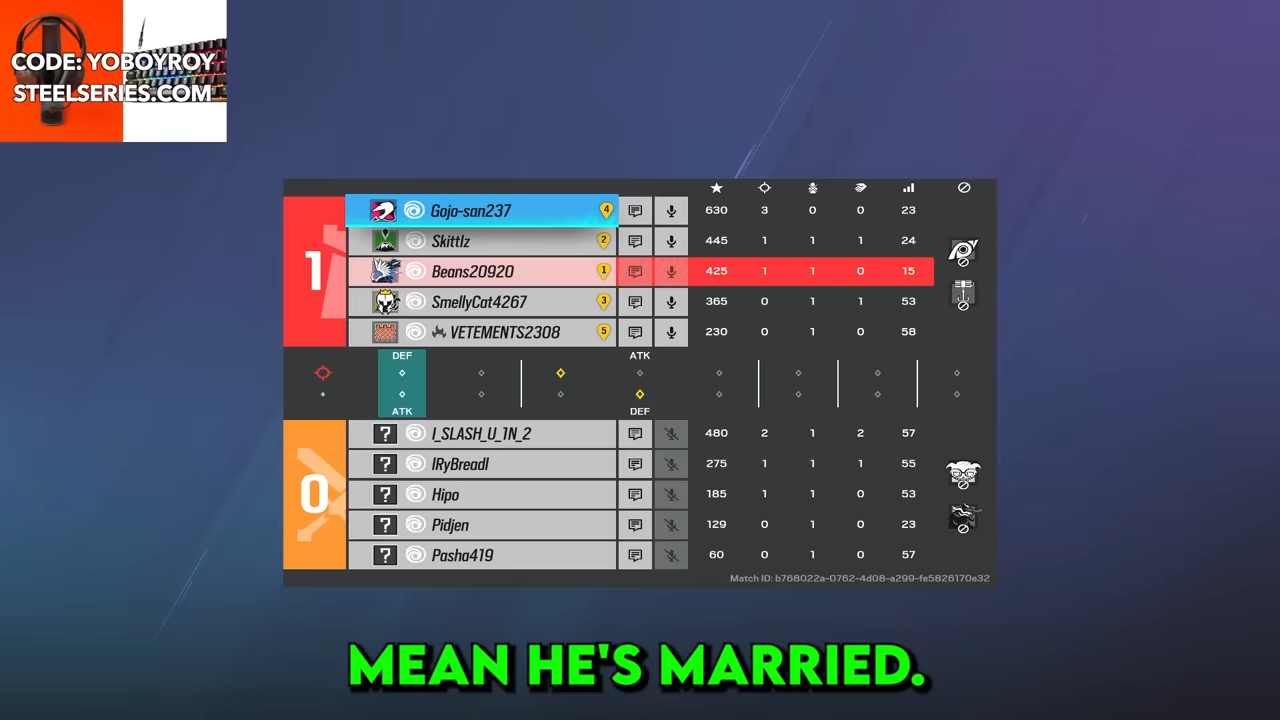 CODE: YOBOYROY
STEELSERIES.COM
1
Gojo-san237 4 630 3 0 0 23
Skittlz 2 445 1 1 1 24
Beans20920 1 425 1 1 0 15
SmellyCat4267 3 365 0 1 1 53
VETEMENTS2308 5 230 0 1 0 58
DEF ATK
ATK DEF
0
I_SLASH_U_1N_2 480 2 1 2 57
IRyBreadI 275 1 1 1 55
Hipo 185 1 1 0 53
Pidjen 129 0 1 0 23
Pasha419 60 0 1 0 57
Match ID: b768022a-0762-4d08-a299-fe5826170e32
MEAN HE'S MARRIED.